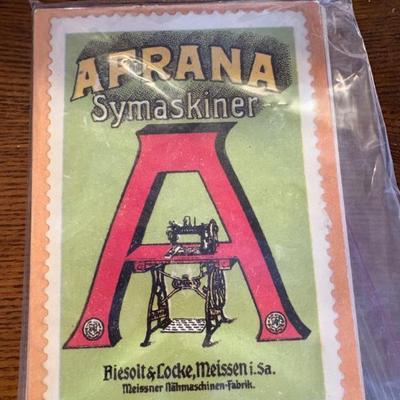 AFRANA
Symaskiner
Biesolt & Locke, Meissen i. Sa.
Meissner Nähmaschinen-Fabrik.